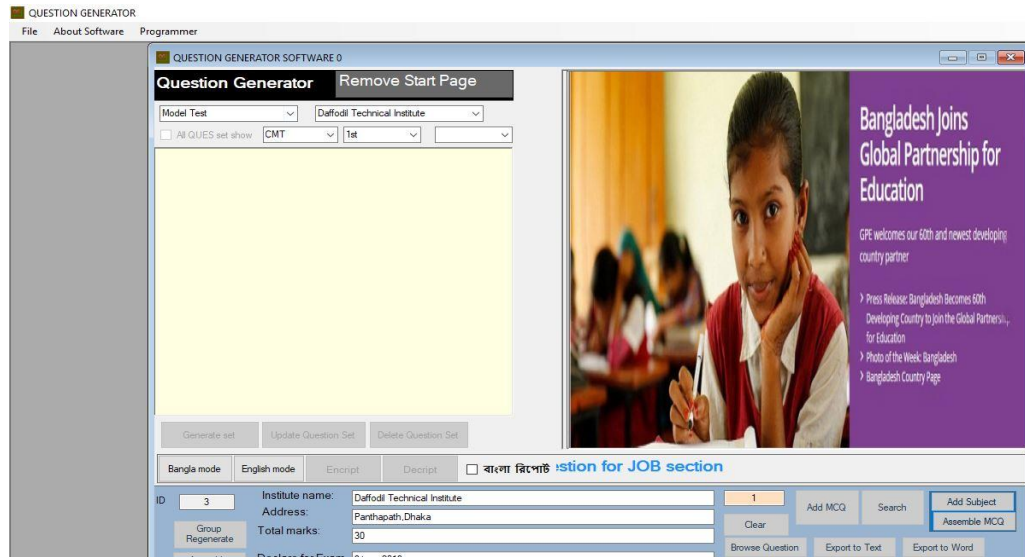 QUESTION GENERATOR
File About Software Programmer
QUESTION GENERATOR SOFTWARE 0
Question Generator Remove Start Page
Model Test Daffodil Technical Institute
All QUES set show CMT 1st
Bangladesh Joins
Global Partnership for
Education
GPE welcomes our 60th and newest developing
country partner
> Press Release: Bangladesh Becomes 60th
Developing Country to Join the Global
for Education
> Photo of the Week: Bangladesh
> Bangladesh Country Page
Generate set Update Question Set Delete Question Set
Bangla mode English mode Encript Decript বাংলা রিপোর্ট stion for JOB section
ID 3 Institute name: Daffodil Technical Institute 1 Add MCQ Search Add Subject
Address: Panthapath,Dhaka Clear Assemble MCQ
Group
Regenerate Total marks: 30
Browse Question Export to Text Export to Word